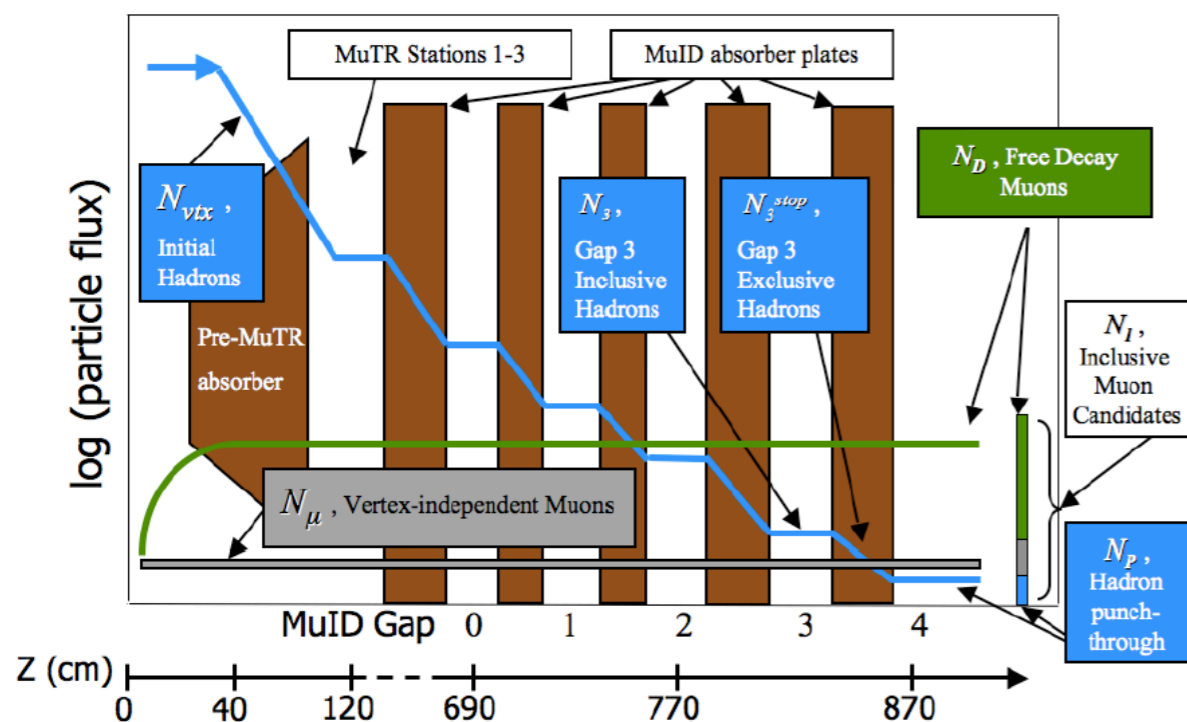 MuTR Stations 1-3
MuID absorber plates
N_D , Free Decay
Muons
N_vtx ,
Initial
Hadrons
N_3 ,
Gap 3
Inclusive
Hadrons
N_3^stop ,
Gap 3
Exclusive
Hadrons
log (particle flux)
Pre-MuTR
absorber
N_I ,
Inclusive
Muon
Candidates
N_μ , Vertex-independent Muons
N_P ,
Hadron
punch-
through
MuID Gap 0 1 2 3 4
Z (cm)
0 40 120 690 770 870